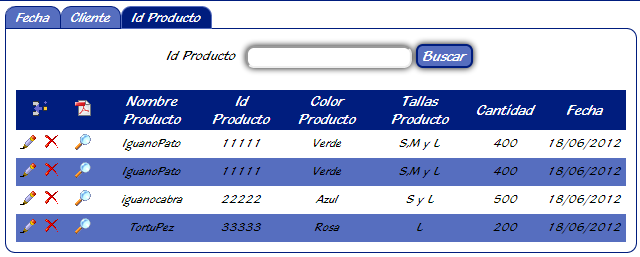 Fecha Cliente Id Producto
Id Producto Buscar
Nombre Producto Id Producto Color Producto Tallas Producto Cantidad Fecha
IguanoPato 11111 Verde S,M y L 400 18/06/2012
IguanoPato 11111 Verde S,M y L 400 18/06/2012
iguanocabra 22222 Azul S y L 500 18/06/2012
TortuPez 33333 Rosa L 200 18/06/2012